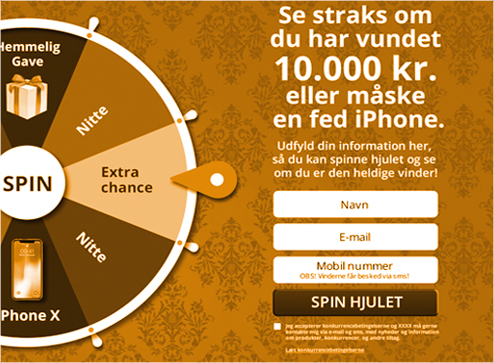 Hemmelig
Gave
Nitte
Extra
chance
SPIN
Nitte
iPhone X
Se straks om
du har vundet
10.000 kr.
eller måske
en fed iPhone.
Udfyld din information her,
så du kan spinne hjulet og se
om du er den heldige vinder!
Navn
E-mail
Mobil nummer
OBS! Vinderne får besked via sms!
SPIN HJULET
Jeg accepterer konkurrencebetingelserne og XXXX må gerne
kontakte mig via e-mail og sms, med nyheder og information
om produkter, konkurrencer, og andre tiltag.
Læs konkurrencebetingelserne